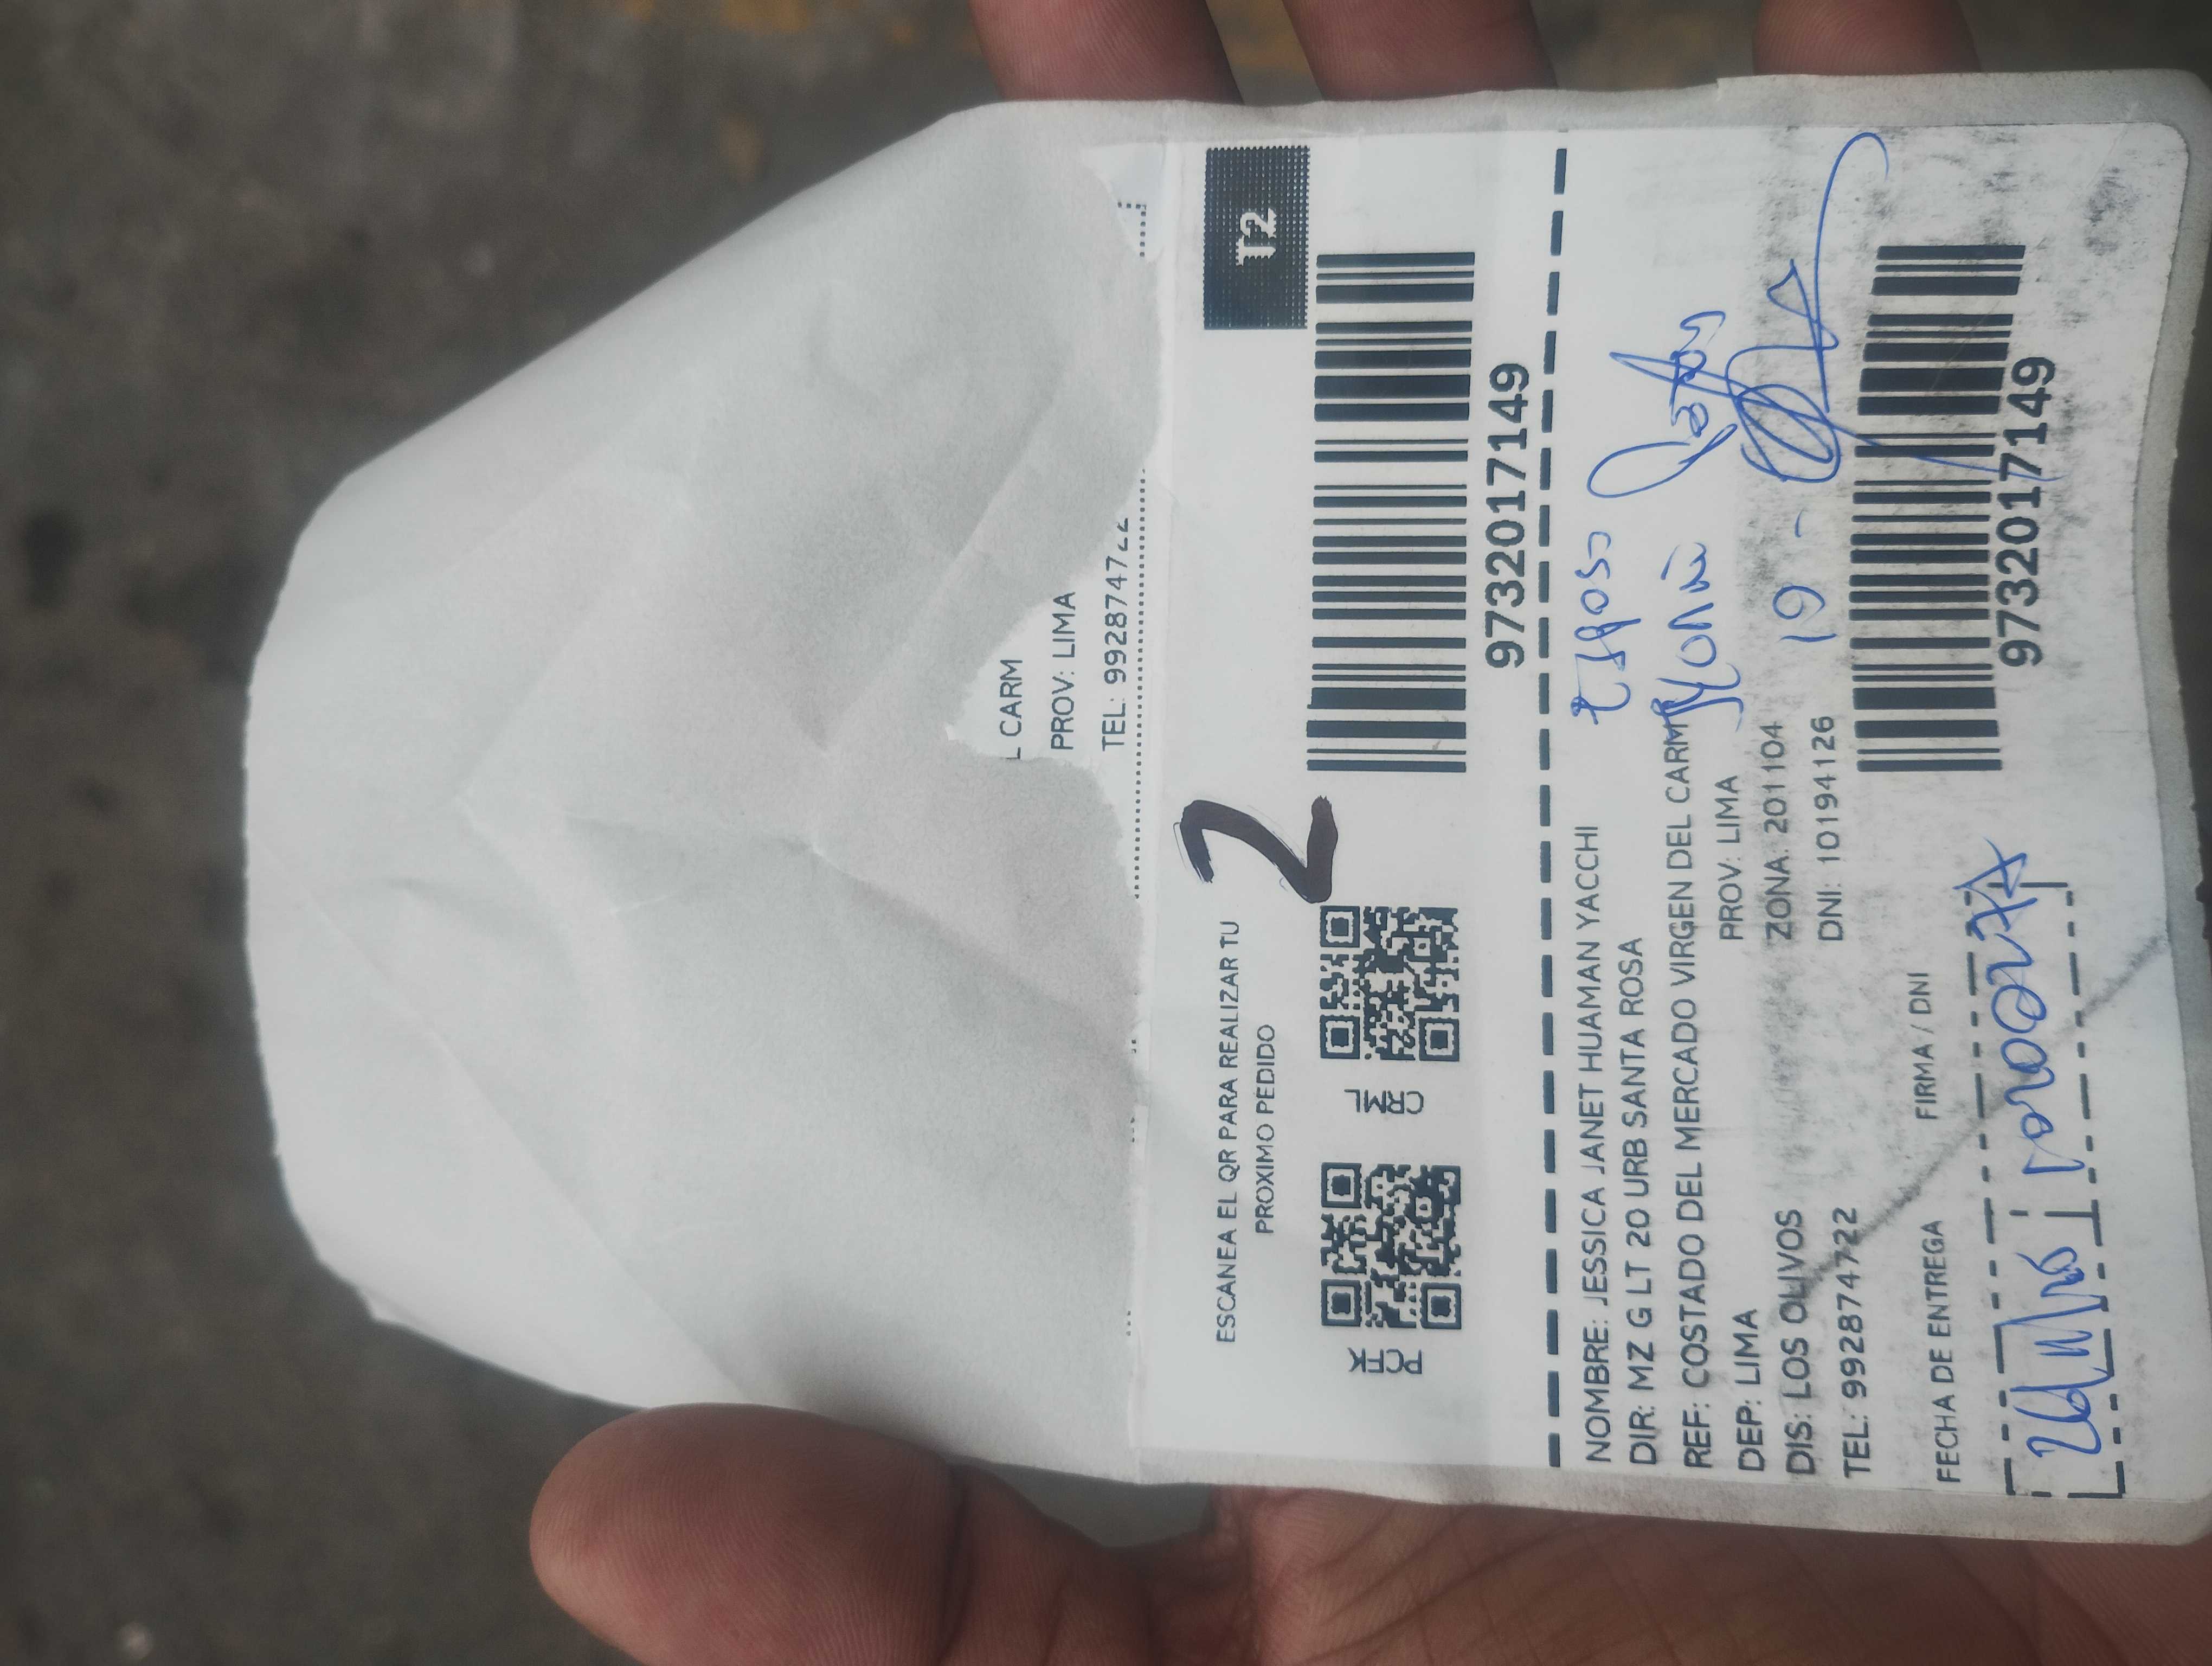 L CARM
PROV: LIMA
TEL: 992874722
ESCANEA EL QR PARA REALIZAR TU
PROXIMO PEDIDO
T2
2
PCFK
CRML
9732017149
NOMBRE: JESSICA JANET HUAMAN YACCHI
DIR: MZ G LT 20 URB SANTA ROSA
REF: COSTADO DEL MERCADO VIRGEN DEL CARM
DEP: LIMA PROV: LIMA
DIS: LOS OLIVOS ZONA: 201104
TEL: 992874722 DNI: 10194126
Esposo
19 -
FECHA DE ENTREGA FIRMA / DNI
9732017149